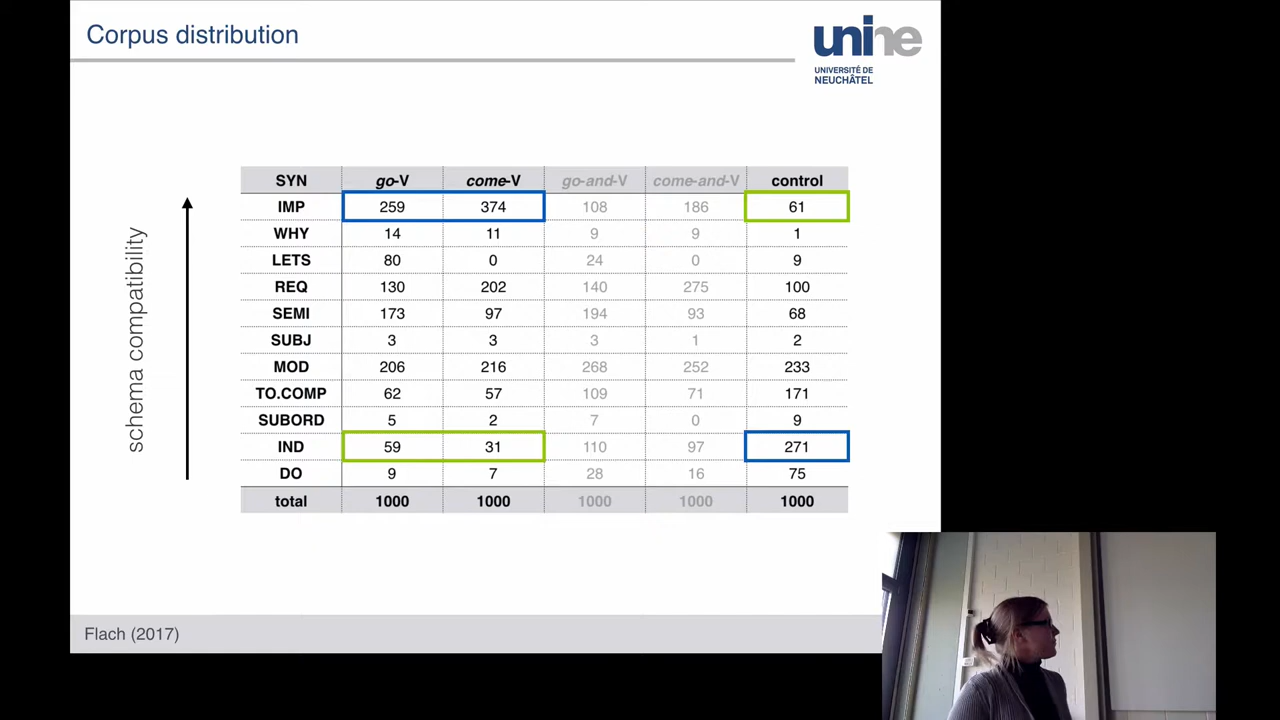 Corpus distribution
unine
UNIVERSITÉ DE
NEUCHÂTEL
schema compatibility
SYN go-V come-V go-and-V come-and-V control
IMP 259 374 108 186 61
WHY 14 11 9 9 1
LETS 80 0 24 0 9
REQ 130 202 140 275 100
SEMI 173 97 194 93 68
SUBJ 3 3 3 1 2
MOD 206 216 268 252 233
TO.COMP 62 57 109 71 171
SUBORD 5 2 7 0 9
IND 59 31 110 97 271
DO 9 7 28 16 75
total 1000 1000 1000 1000 1000
Flach (2017)